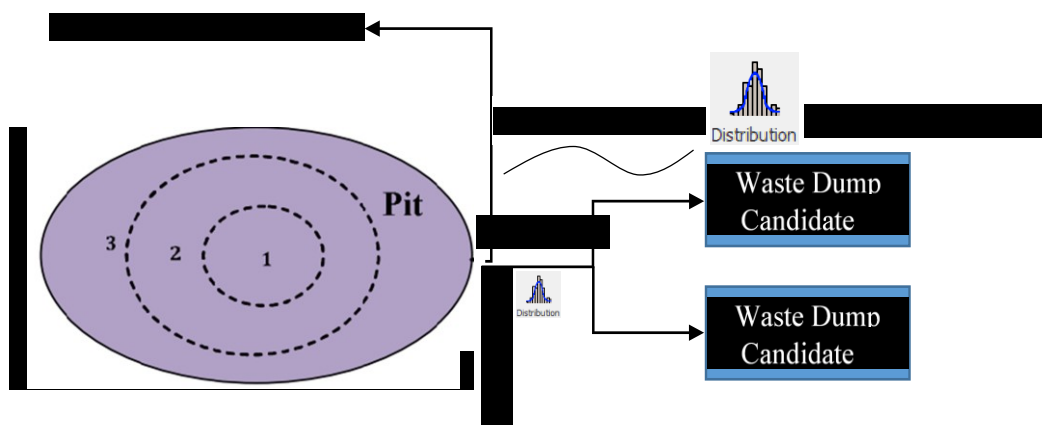 Distribution
Pit
3
2
1
Waste Dump
Candidate
Distribution
Waste Dump
Candidate